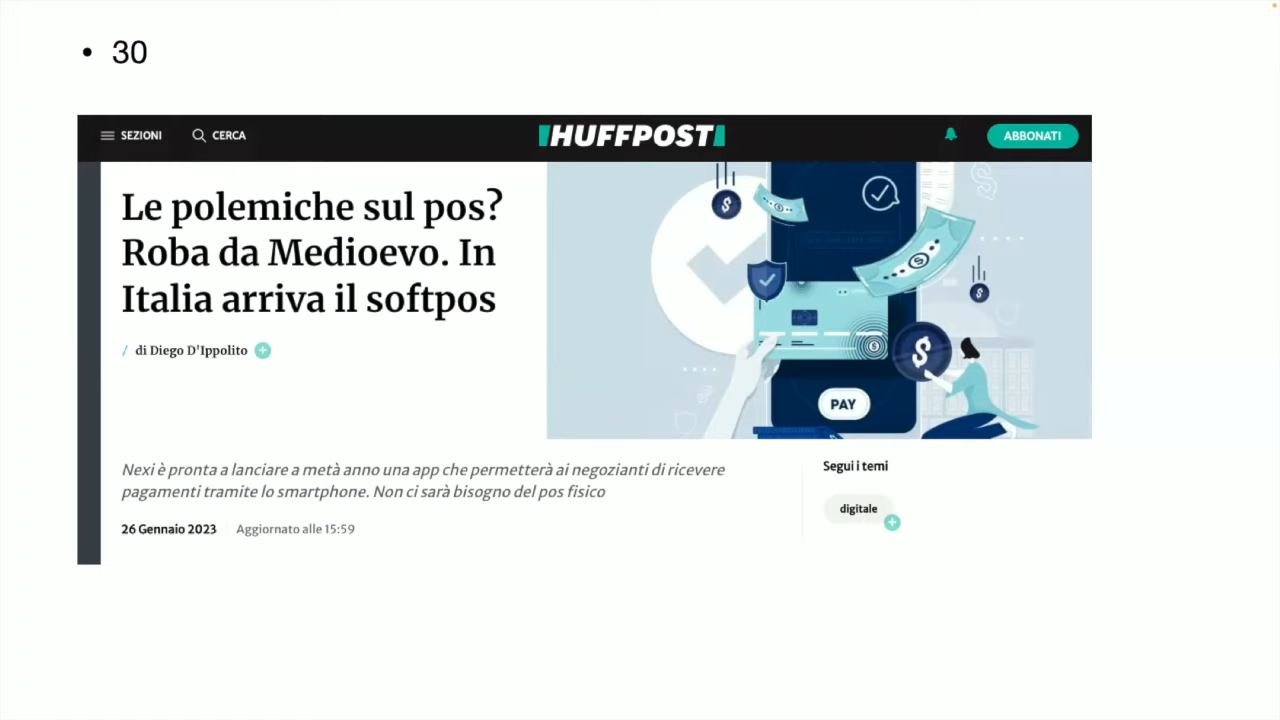 • 30
SEZIONI
CERCA
HUFFPOST
ABBONATI
Le polemiche sul pos?
Roba da Medioevo. In
Italia arriva il softpos
/ di Diego D'Ippolito +
PAY
Nexi è pronta a lanciare a metà anno una app che permetterà ai negozianti di ricevere
pagamenti tramite lo smartphone. Non ci sarà bisogno del pos fisico
26 Gennaio 2023
Aggiornato alle 15:59
Segui i temi
digitale
+